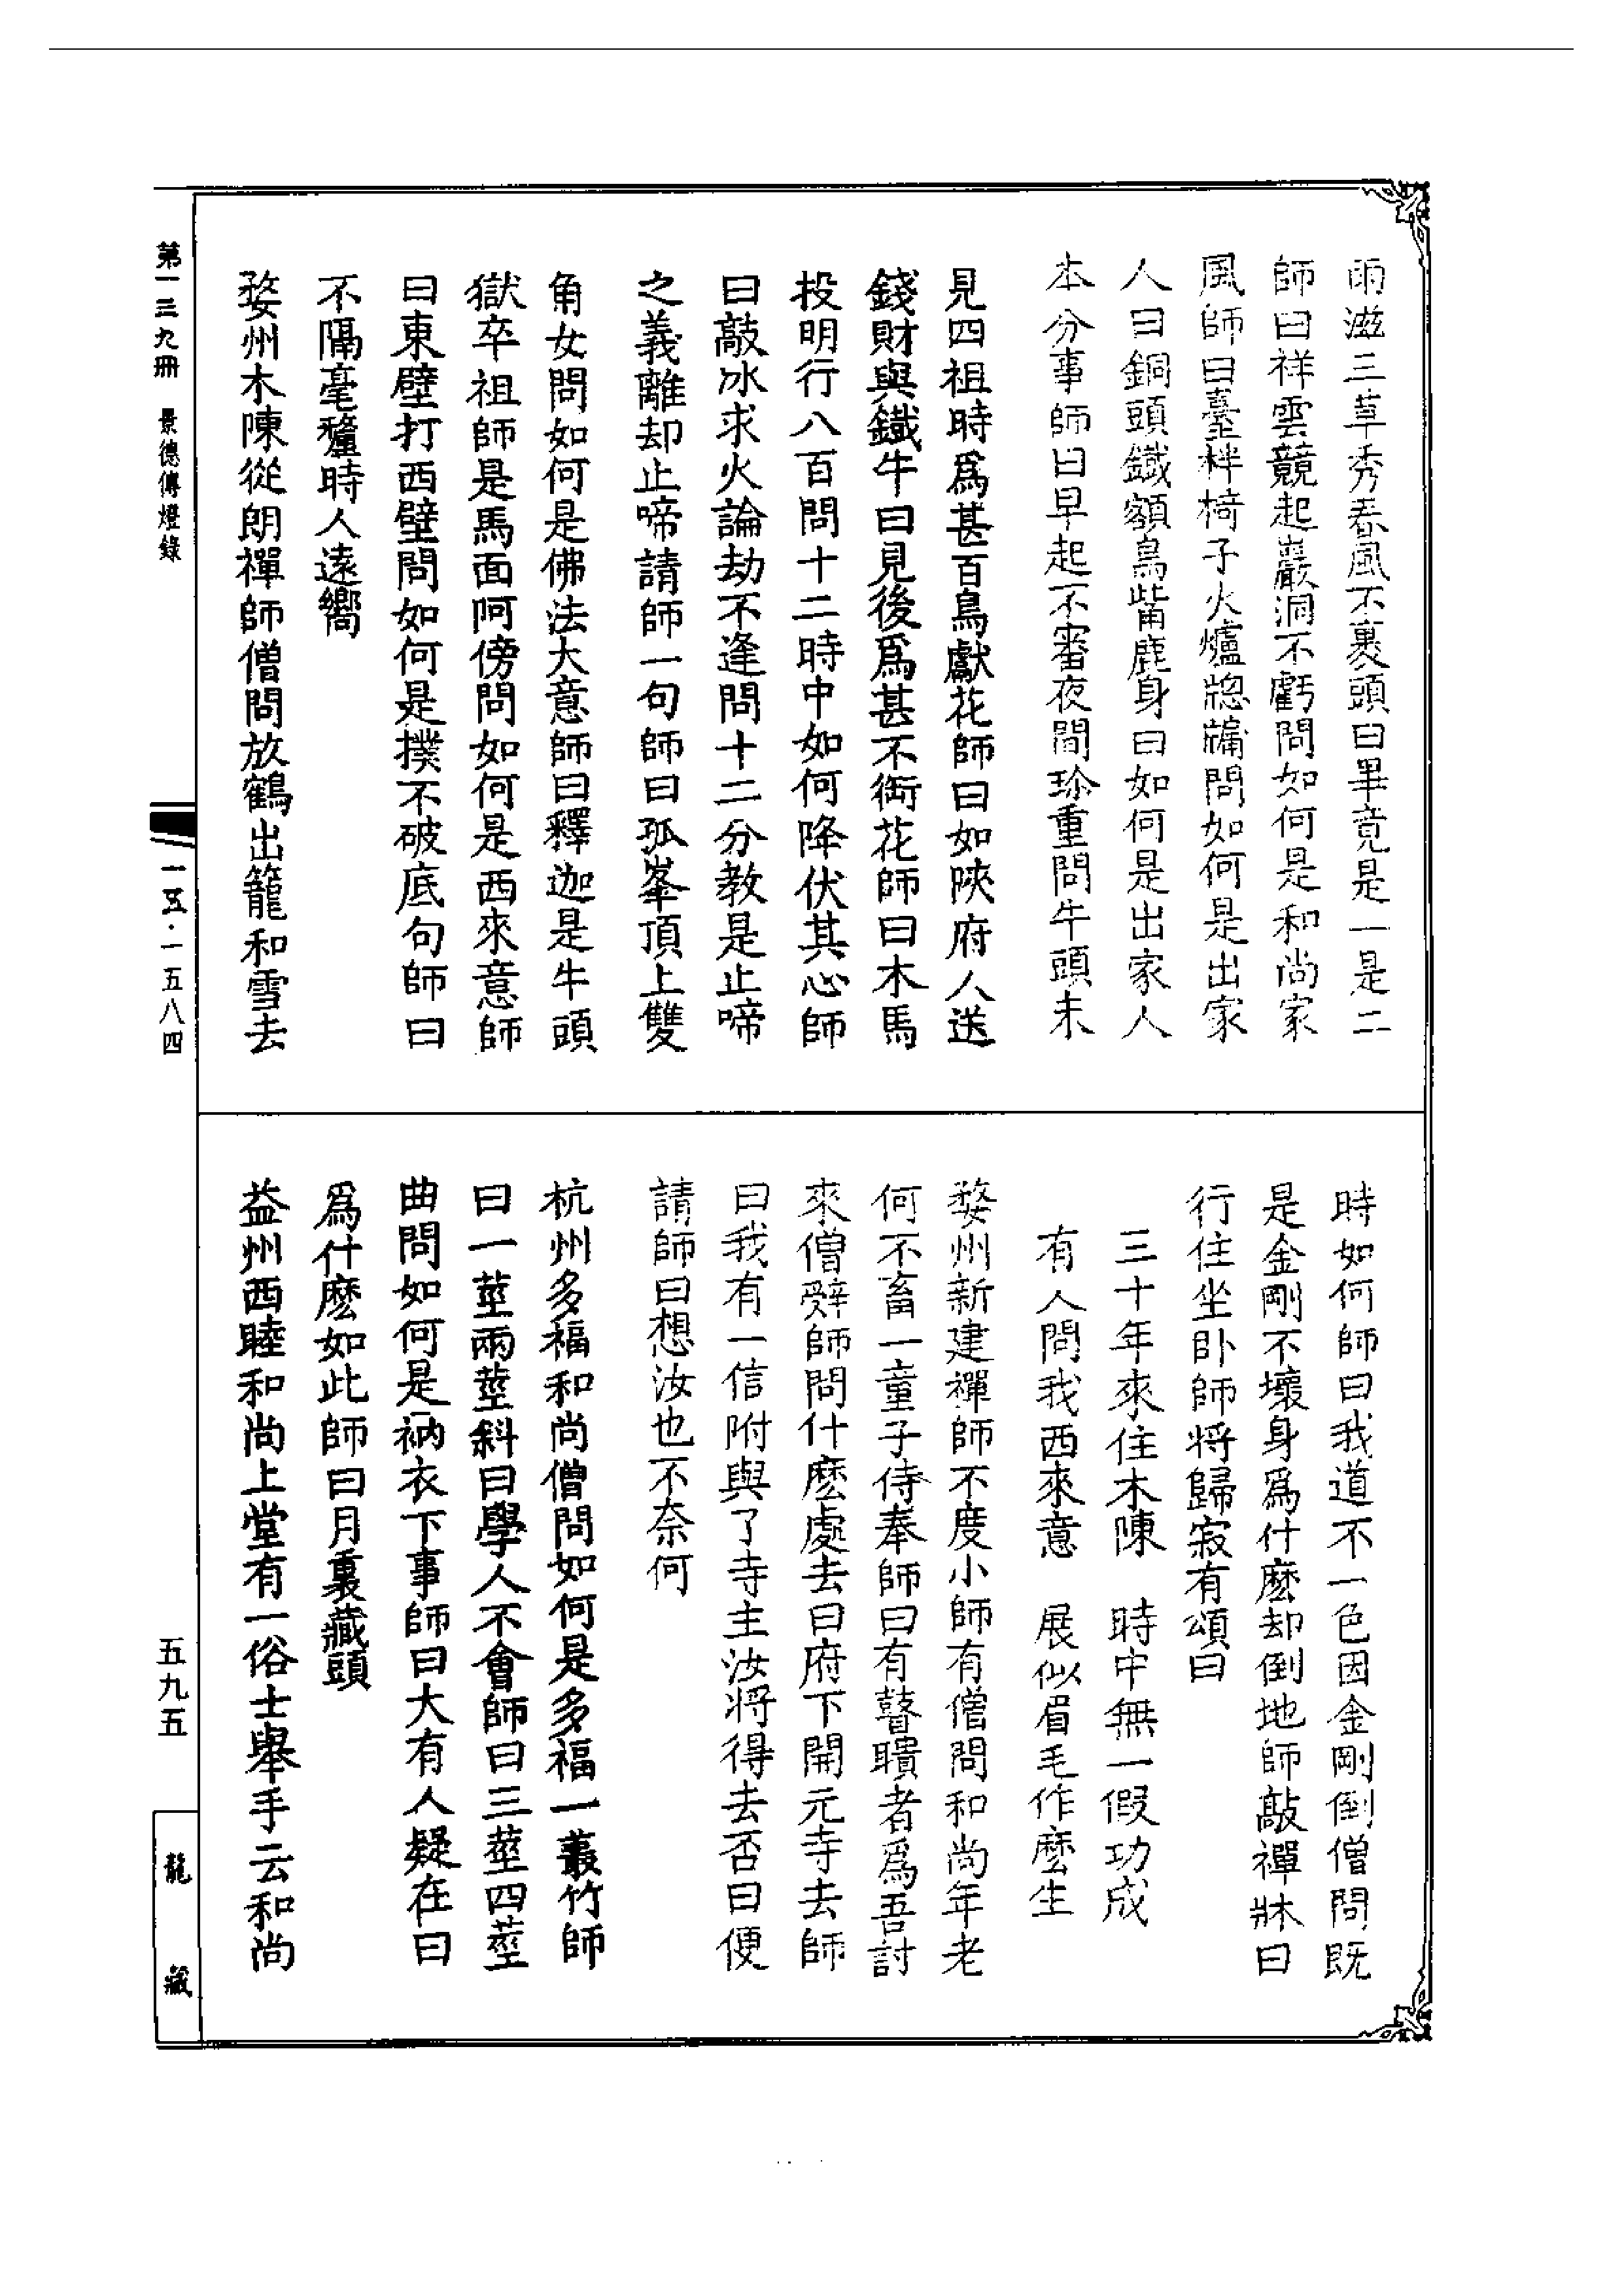 雨滋三草秀春風不裹頭曰畢竟是一是二
師曰祥雲競起巖洞不虧問如何是和尚家
風師曰臺柈椅子火爐牕牖問如何是出家
人曰銅頭鐵額鳥觜鹿身曰如何是出家人
本分事師曰早起不審夜間珍重問牛頭未
見四祖時爲甚百鳥獻花師曰如陝府人送
錢財與鐵牛曰見後爲甚不銜花師曰木馬
投明行八百問十二時中如何降伏其心師
曰敲冰求火論劫不逢問十二分教是止啼
之義離却止啼請師一句師曰孤峯頂上雙
角女問如何是佛法大意師曰釋迦是牛頭
獄卒祖師是馬面阿傍問如何是西來意師
曰東壁打西壁問如何是撲不破底句師曰
不隔毫釐時人遠嚮
婺州木陳從朗禪師僧問放鶴出籠和雪去
時如何師曰我道不一色因金剛倒僧問既
是金剛不壞身爲什麽却倒地師敲禪牀曰
行住坐卧師將歸寂有頌曰
三十年來住木陳 時中無一假功成
有人問我西來意 展似眉毛作麽生
婺州新建禪師不度小師有僧問和尚年老
何不畜一童子侍奉師曰有瞽聵者爲吾討
來僧辭師問什麽處去曰府下開元寺去師
曰我有一信附與了寺主汝將得去否曰便
請師曰想汝也不奈何
杭州多福和尚僧問如何是多福一叢竹師
曰一莖兩莖斜曰學人不會師曰三莖四莖
曲問如何是衲衣下事師曰大有人疑在曰
爲什麽如此師曰月裏藏頭
益州西睦和尚上堂有一俗士舉手云和尚
第一三九冊 景德傳燈錄
一五·一五八四
五九五
龍藏